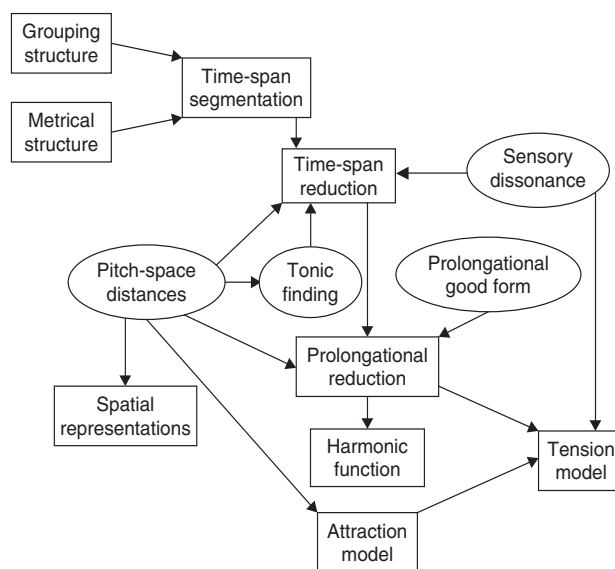 Grouping
structure
Time-span
segmentation
Metrical
structure
Time-span
reduction
Sensory
dissonance
Pitch-space
distances
Tonic
finding
Prolongational
good form
Prolongational
reduction
Spatial
representations
Harmonic
function
Tension
model
Attraction
model